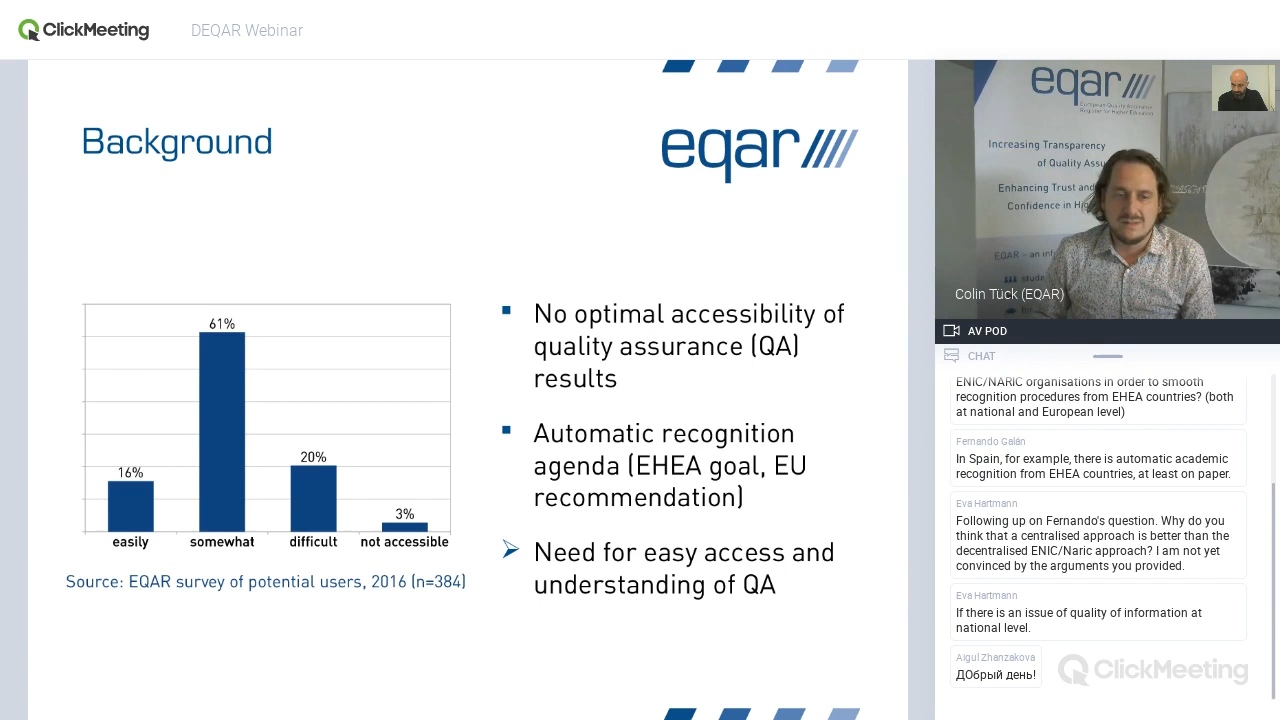 ClickMeeting
DEQAR Webinar
Background
eqar
61%
20%
16%
3%
easily
somewhat
difficult
not accessible
Source: EQAR survey of potential users, 2016 (n=384)
No optimal accessibility of
quality assurance (QA)
results
Automatic recognition
agenda (EHEA goal, EU
recommendation)
Need for easy access and
understanding of QA
eqar
European Quality Assurance
Register for Higher Education
Increasing Transparency
of Quality Assu
Enhancing Trust and
Confidence in Hi
EQAR – an in
stude
Colin Tück (EQAR)
AV POD
CHAT
ENIC/NARIC organisations in order to smooth
recognition procedures from EHEA countries? (both
at national and European level)
Fernando Galán
In Spain, for example, there is automatic academic
recognition from EHEA countries, at least on paper.
Eva Hartmann
Following up on Fernando's question. Why do you
think that a centralised approach is better than the
decentralised ENIC/Naric approach? I am not yet
convinced by the arguments you provided.
Eva Hartmann
If there is an issue of quality of information at
national level.
Aigul Zhanzakova
ДОбрый день!
ClickMeeting